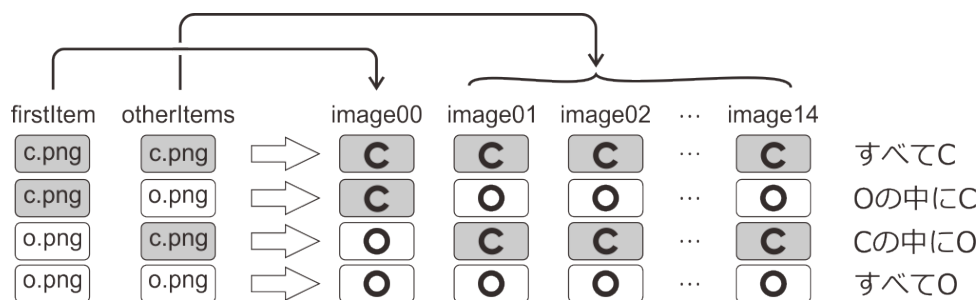 firstItem otherItems image00 image01 image02 … image14
c.png c.png C C C … C すべてC
c.png o.png C O O … O Oの中にC
o.png c.png O C C … C Cの中にO
o.png o.png O O O … O すべてO